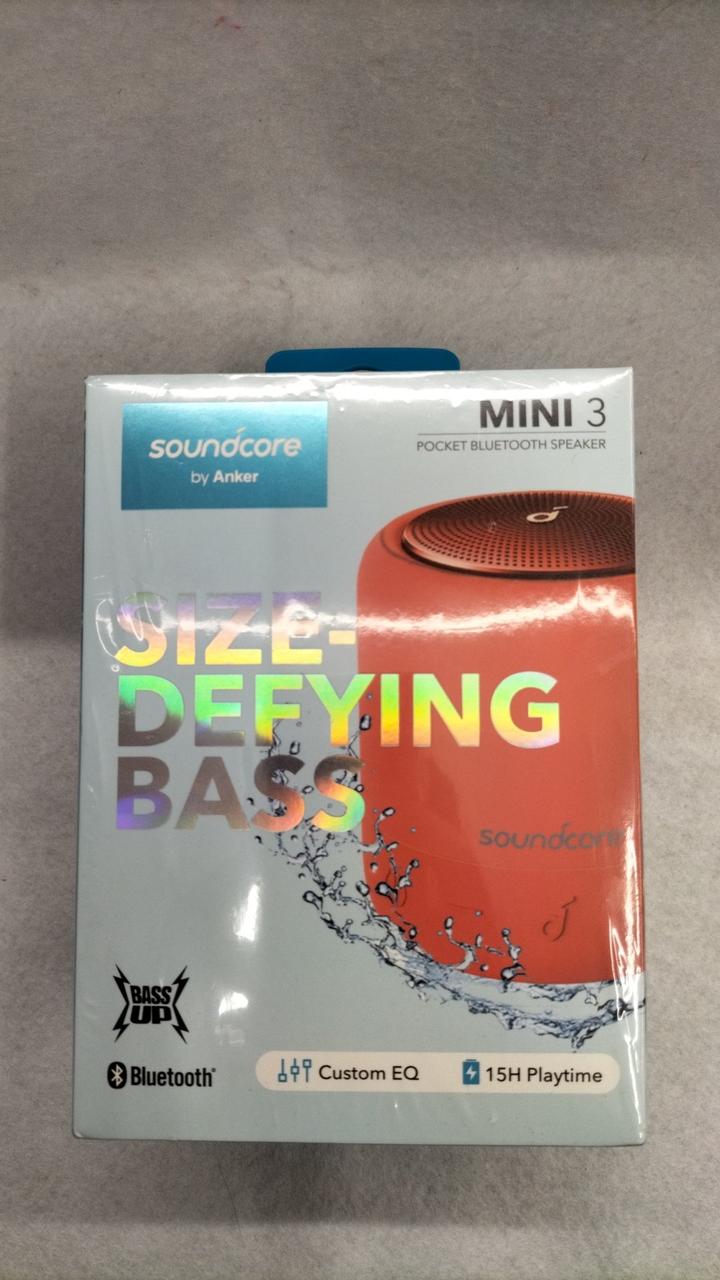 soundcore
by Anker
MINI 3
POCKET BLUETOOTH SPEAKER
SIZE-
DEFYING
BASS
soundcore
BASS
UP
Bluetooth®
Custom EQ
15H Playtime